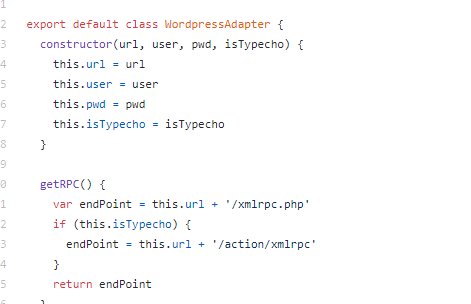 1
2 export default class WordpressAdapter {
3 constructor(url, user, pwd, isTypecho) {
4 this.url = url
5 this.user = user
6 this.pwd = pwd
7 this.isTypecho = isTypecho
8 }
9
0 getRPC() {
1 var endPoint = this.url + '/xmlrpc.php'
2 if (this.isTypecho) {
3 endPoint = this.url + '/action/xmlrpc'
4 }
5 return endPoint